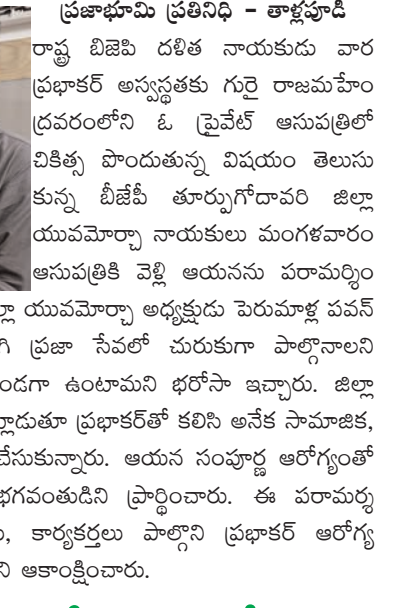 ప్రజాభూమి ప్రతినిధి - తాళ్లపూడి
రాష్ట్ర బిజెపి దళిత నాయకుడు వార
ప్రభాకర్ అస్వస్థతకు గురై రాజమహేం
ద్రవరంలోని ఓ ప్రైవేట్ ఆసుపత్రిలో
చికిత్స పొందుతున్న విషయం తెలుసు
కున్న బీజేపీ తూర్పుగోదావరి జిల్లా
యువమోర్చా నాయకులు మంగళవారం
ఆసుపత్రికి వెళ్లి ఆయనను పరామర్శిం
యువమోర్చా అధ్యక్షుడు పెరుమాళ్ల పవన్
ప్రజా సేవలో చురుకుగా పాల్గొనాలని
ఉంటామని భరోసా ఇచ్చారు. జిల్లా
ప్రభాకర్‌తో కలిసి అనేక సామాజిక,
చేసుకున్నారు. ఆయన సంపూర్ణ ఆరోగ్యంతో
భగవంతుడిని ప్రార్థించారు. ఈ పరామర్శ
కార్యకర్తలు పాల్గొని ప్రభాకర్ ఆరోగ్య
ఆకాంక్షించారు.